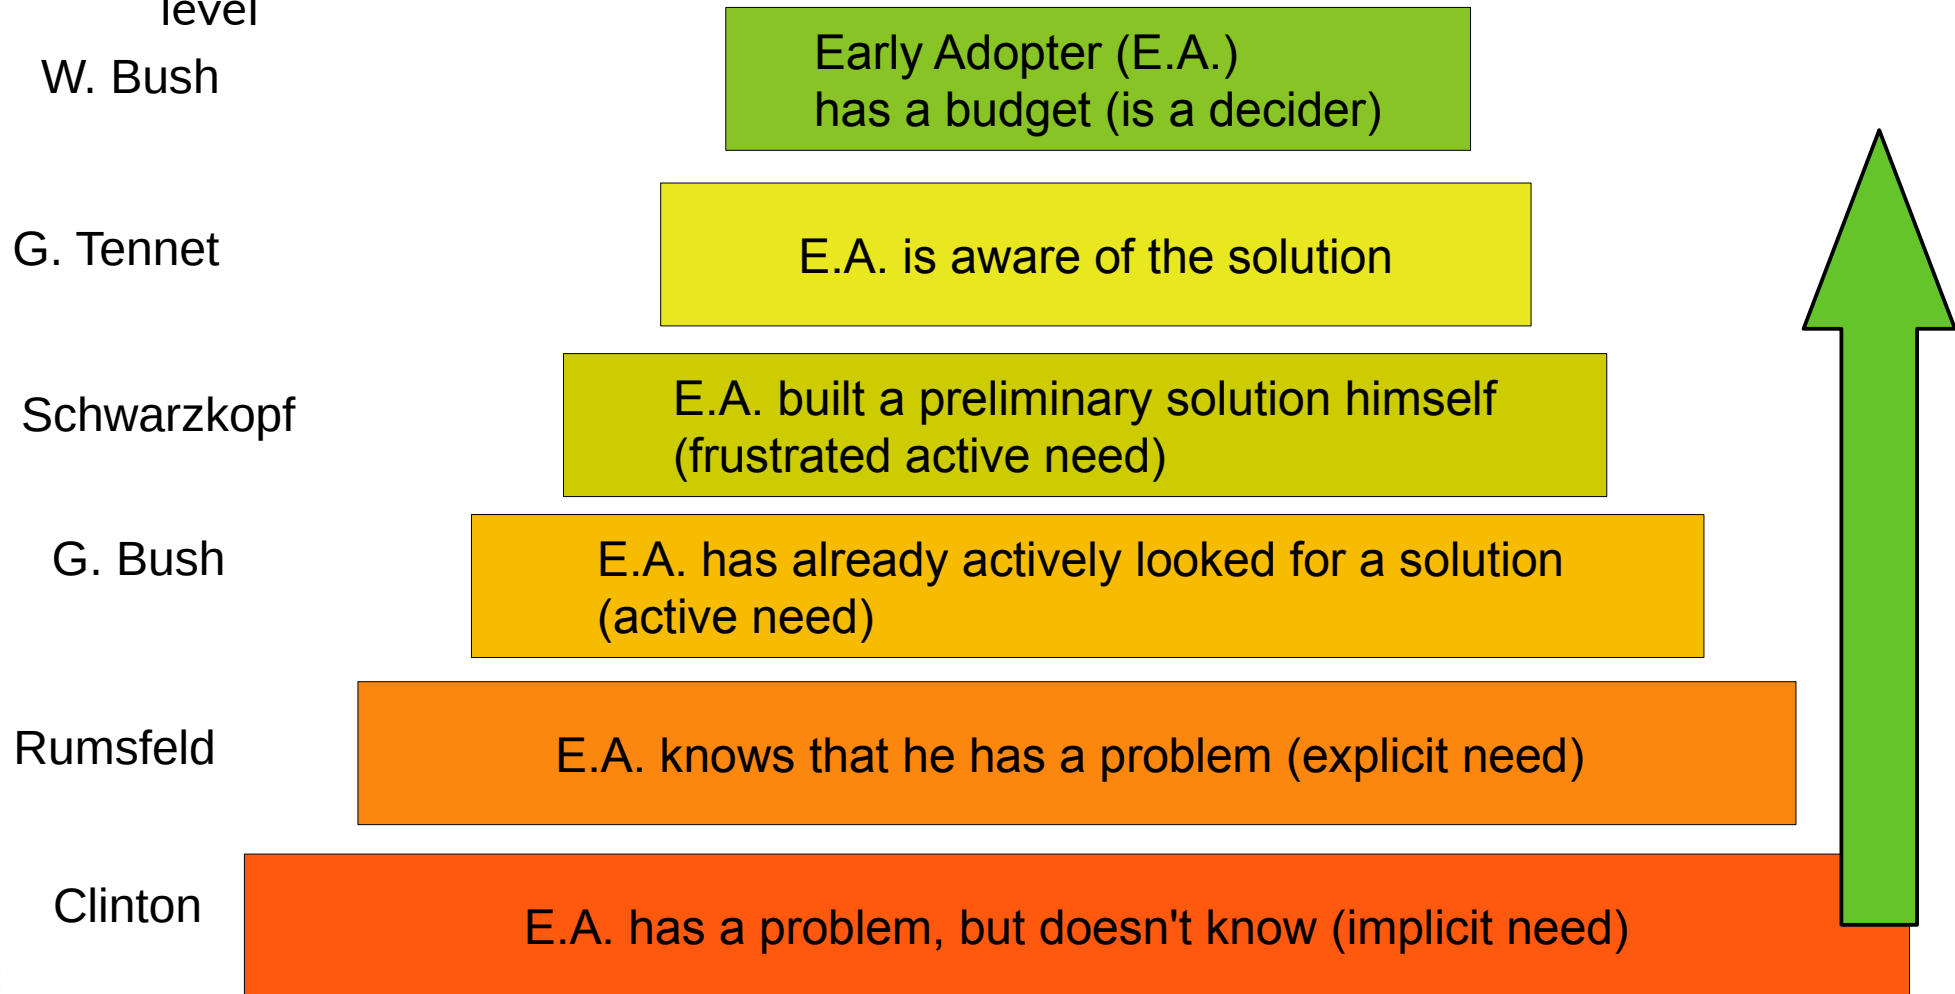 level
W. Bush
Early Adopter (E.A.)
has a budget (is a decider)
G. Tennet
E.A. is aware of the solution
Schwarzkopf
E.A. built a preliminary solution himself
(frustrated active need)
G. Bush
E.A. has already actively looked for a solution
(active need)
Rumsfeld
E.A. knows that he has a problem (explicit need)
Clinton
E.A. has a problem, but doesn't know (implicit need)